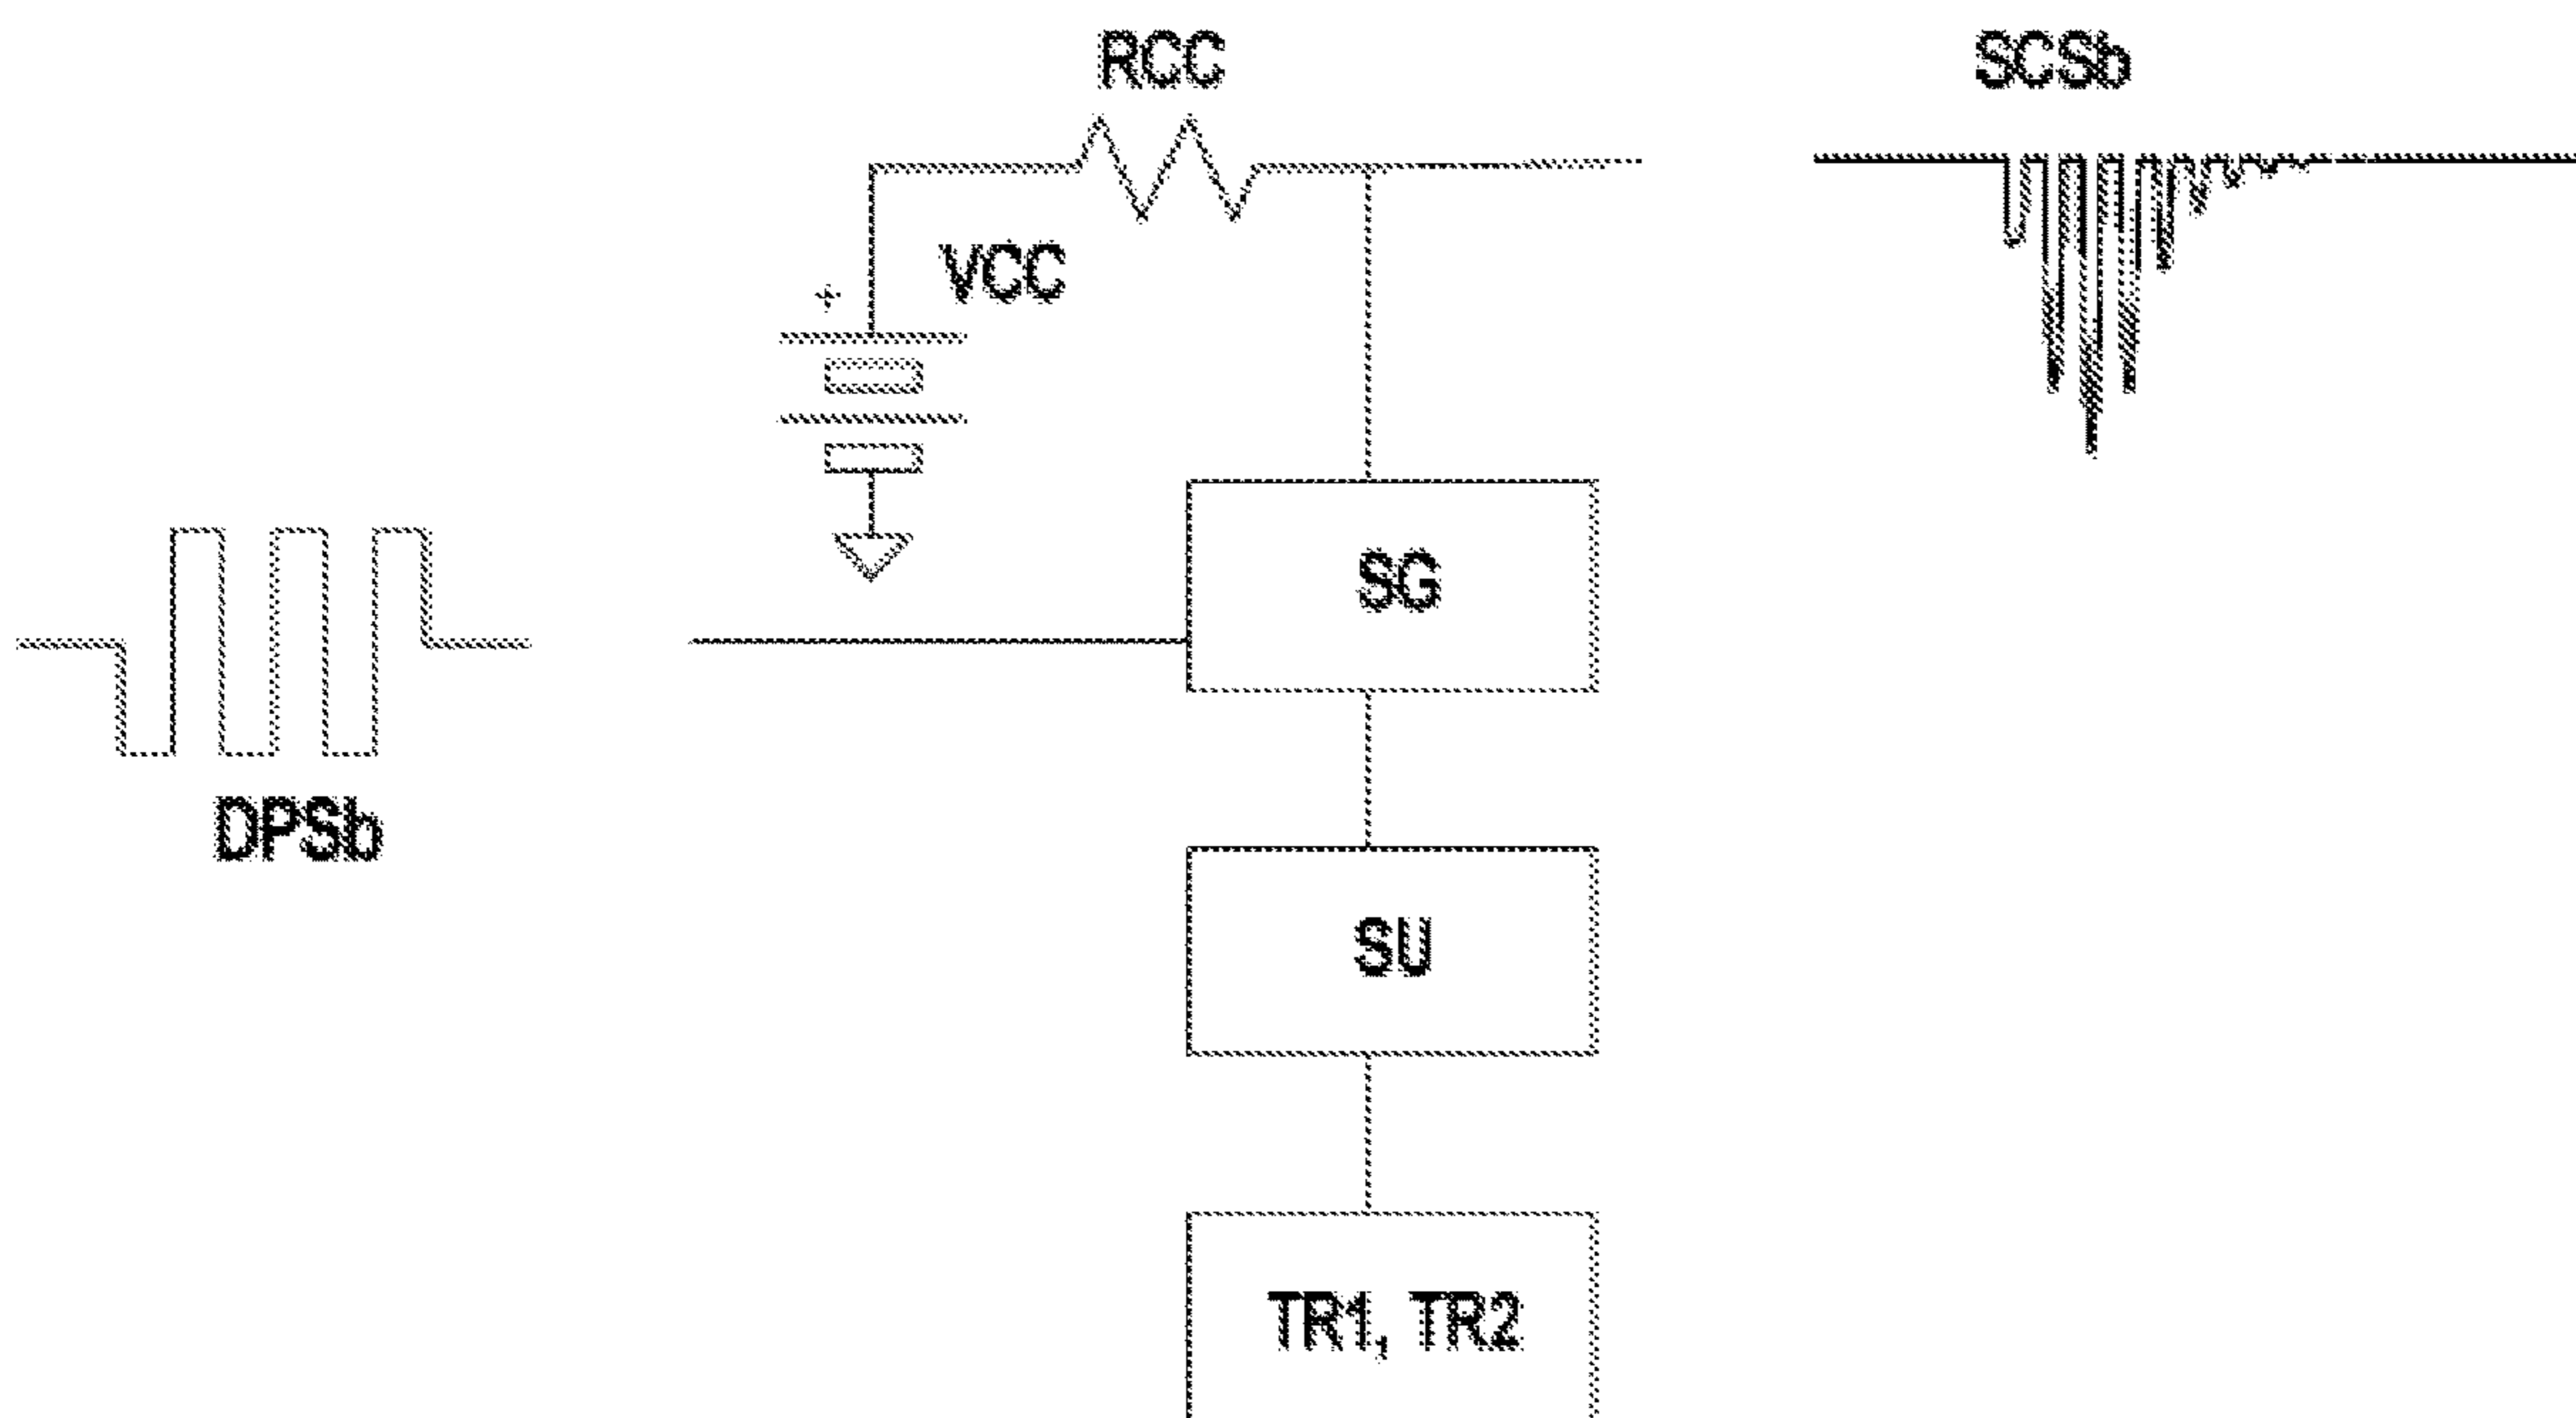 RCC
SCSb
VCC
+
SG
DPSb
SU
TR1, TR2